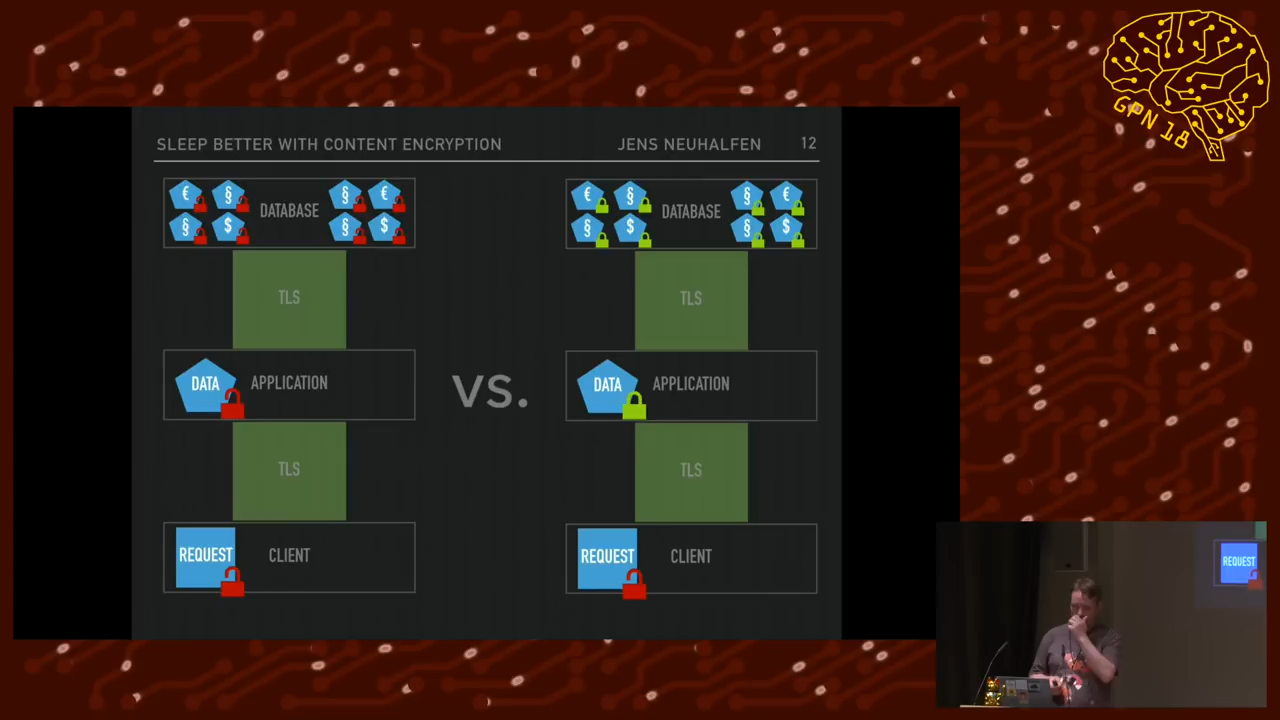 GPN 18
SLEEP BETTER WITH CONTENT ENCRYPTION
JENS NEUHALFEN
12
€ § DATABASE § €
§ $ § $
TLS
DATA APPLICATION
TLS
REQUEST CLIENT
VS.
€ § DATABASE § €
§ $ § $
TLS
DATA APPLICATION
TLS
REQUEST CLIENT
REQUEST